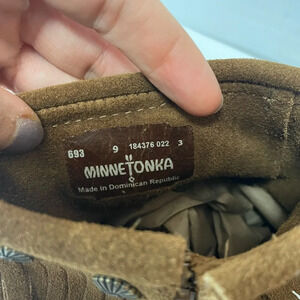 693 9 184376 022 3
MINNETONKA
Made in Dominican Republic